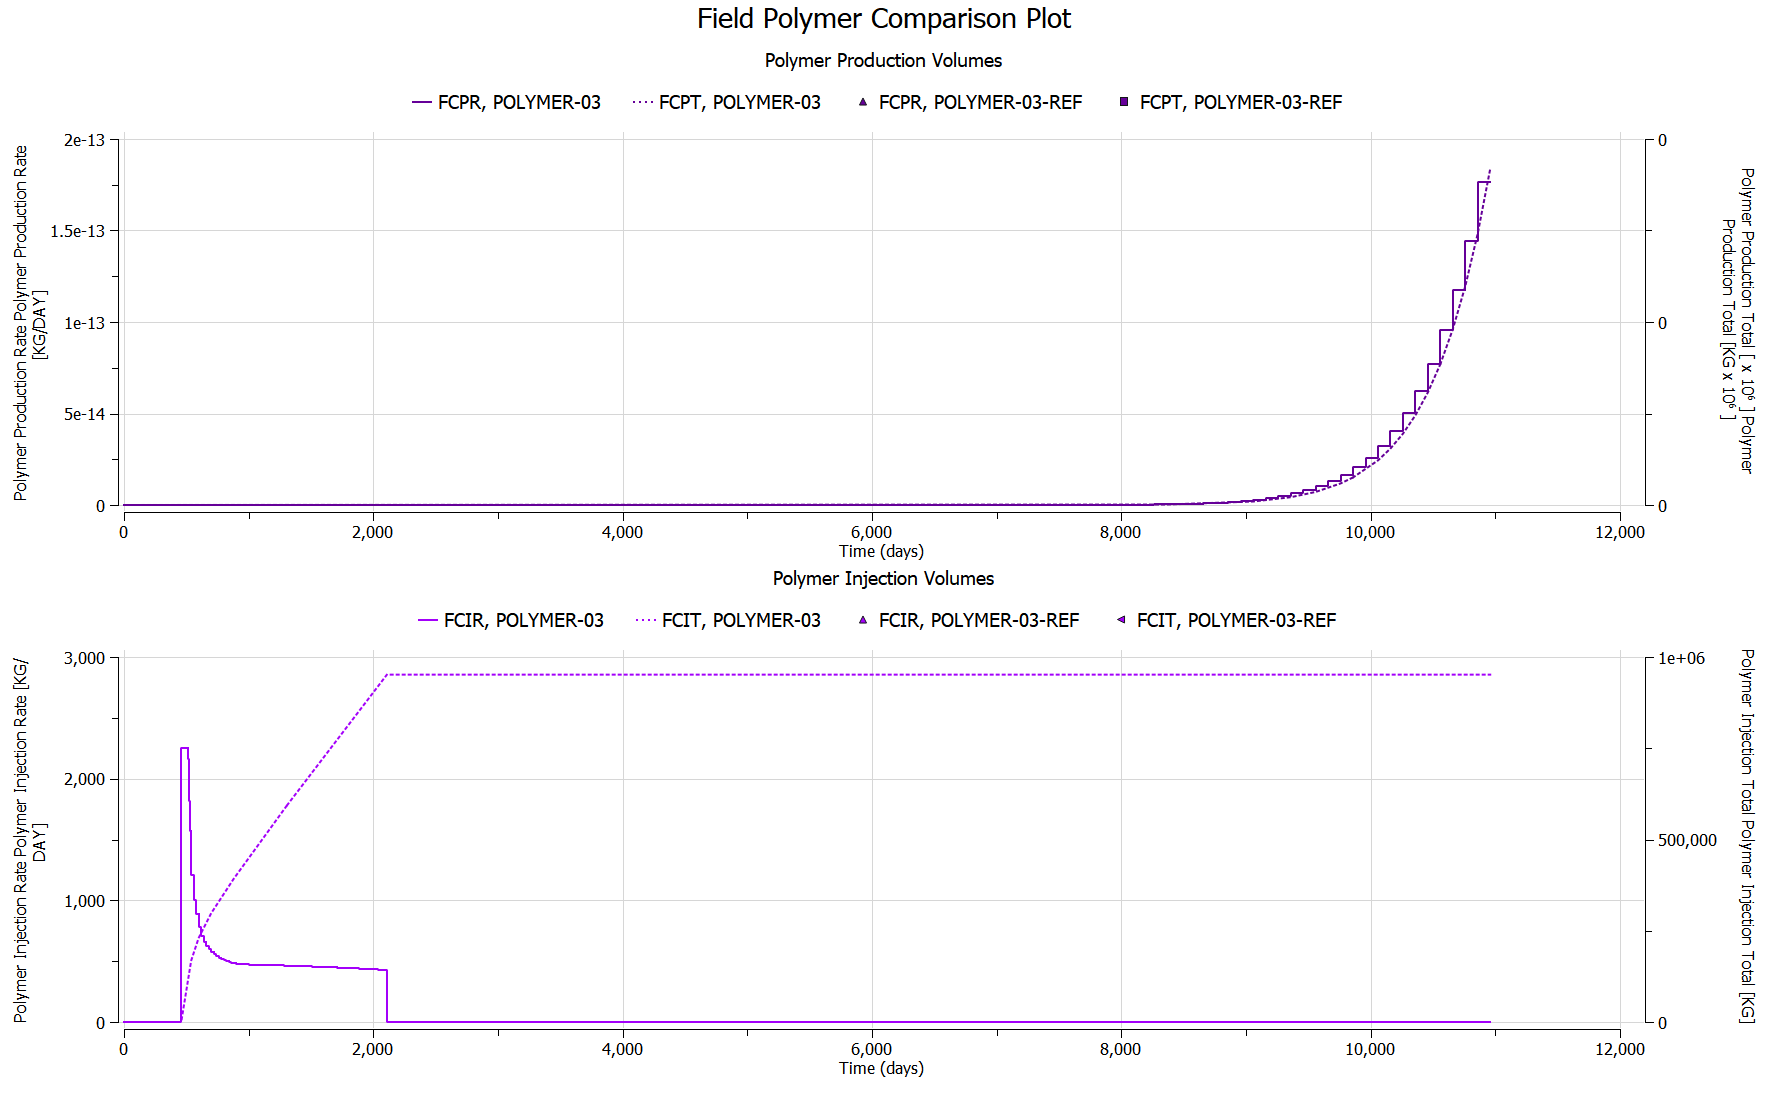 Field Polymer Comparison Plot
Polymer Production Volumes
FCPR, POLYMER-03 FCPT, POLYMER-03 FCPR, POLYMER-03-REF FCPT, POLYMER-03-REF
Polymer Production Rate Polymer Production Rate
[KG/DAY]
2e-13
1.5e-13
1e-13
5e-14
0
0
0
0
Polymer Production Total [ x 10⁶ ] Polymer
Production Total [KG x 10⁶ ]
0 2,000 4,000 6,000 8,000 10,000 12,000
Time (days)
Polymer Injection Volumes
FCIR, POLYMER-03 FCIT, POLYMER-03 FCIR, POLYMER-03-REF FCIT, POLYMER-03-REF
Polymer Injection Rate Polymer Injection Rate [KG/
DAY]
3,000
2,000
1,000
0
1e+06
500,000
0
Polymer Injection Total Polymer Injection Total [KG]
0 2,000 4,000 6,000 8,000 10,000 12,000
Time (days)